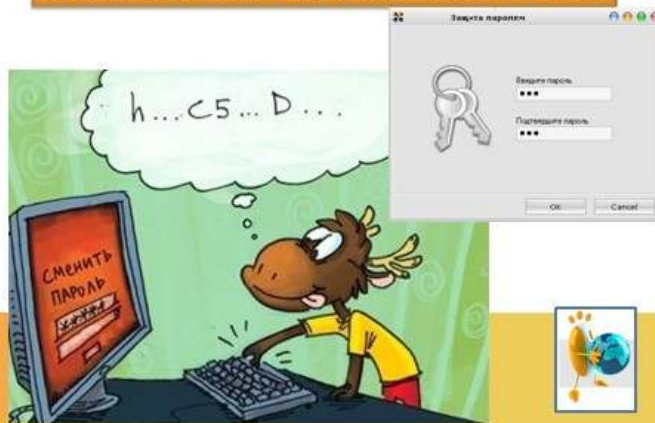 Защита паролем
h...C5...D...
Введите пароль
Подтвердите пароль
OK
Cancel
СМЕНИТЬ
ПАРОЛЬ